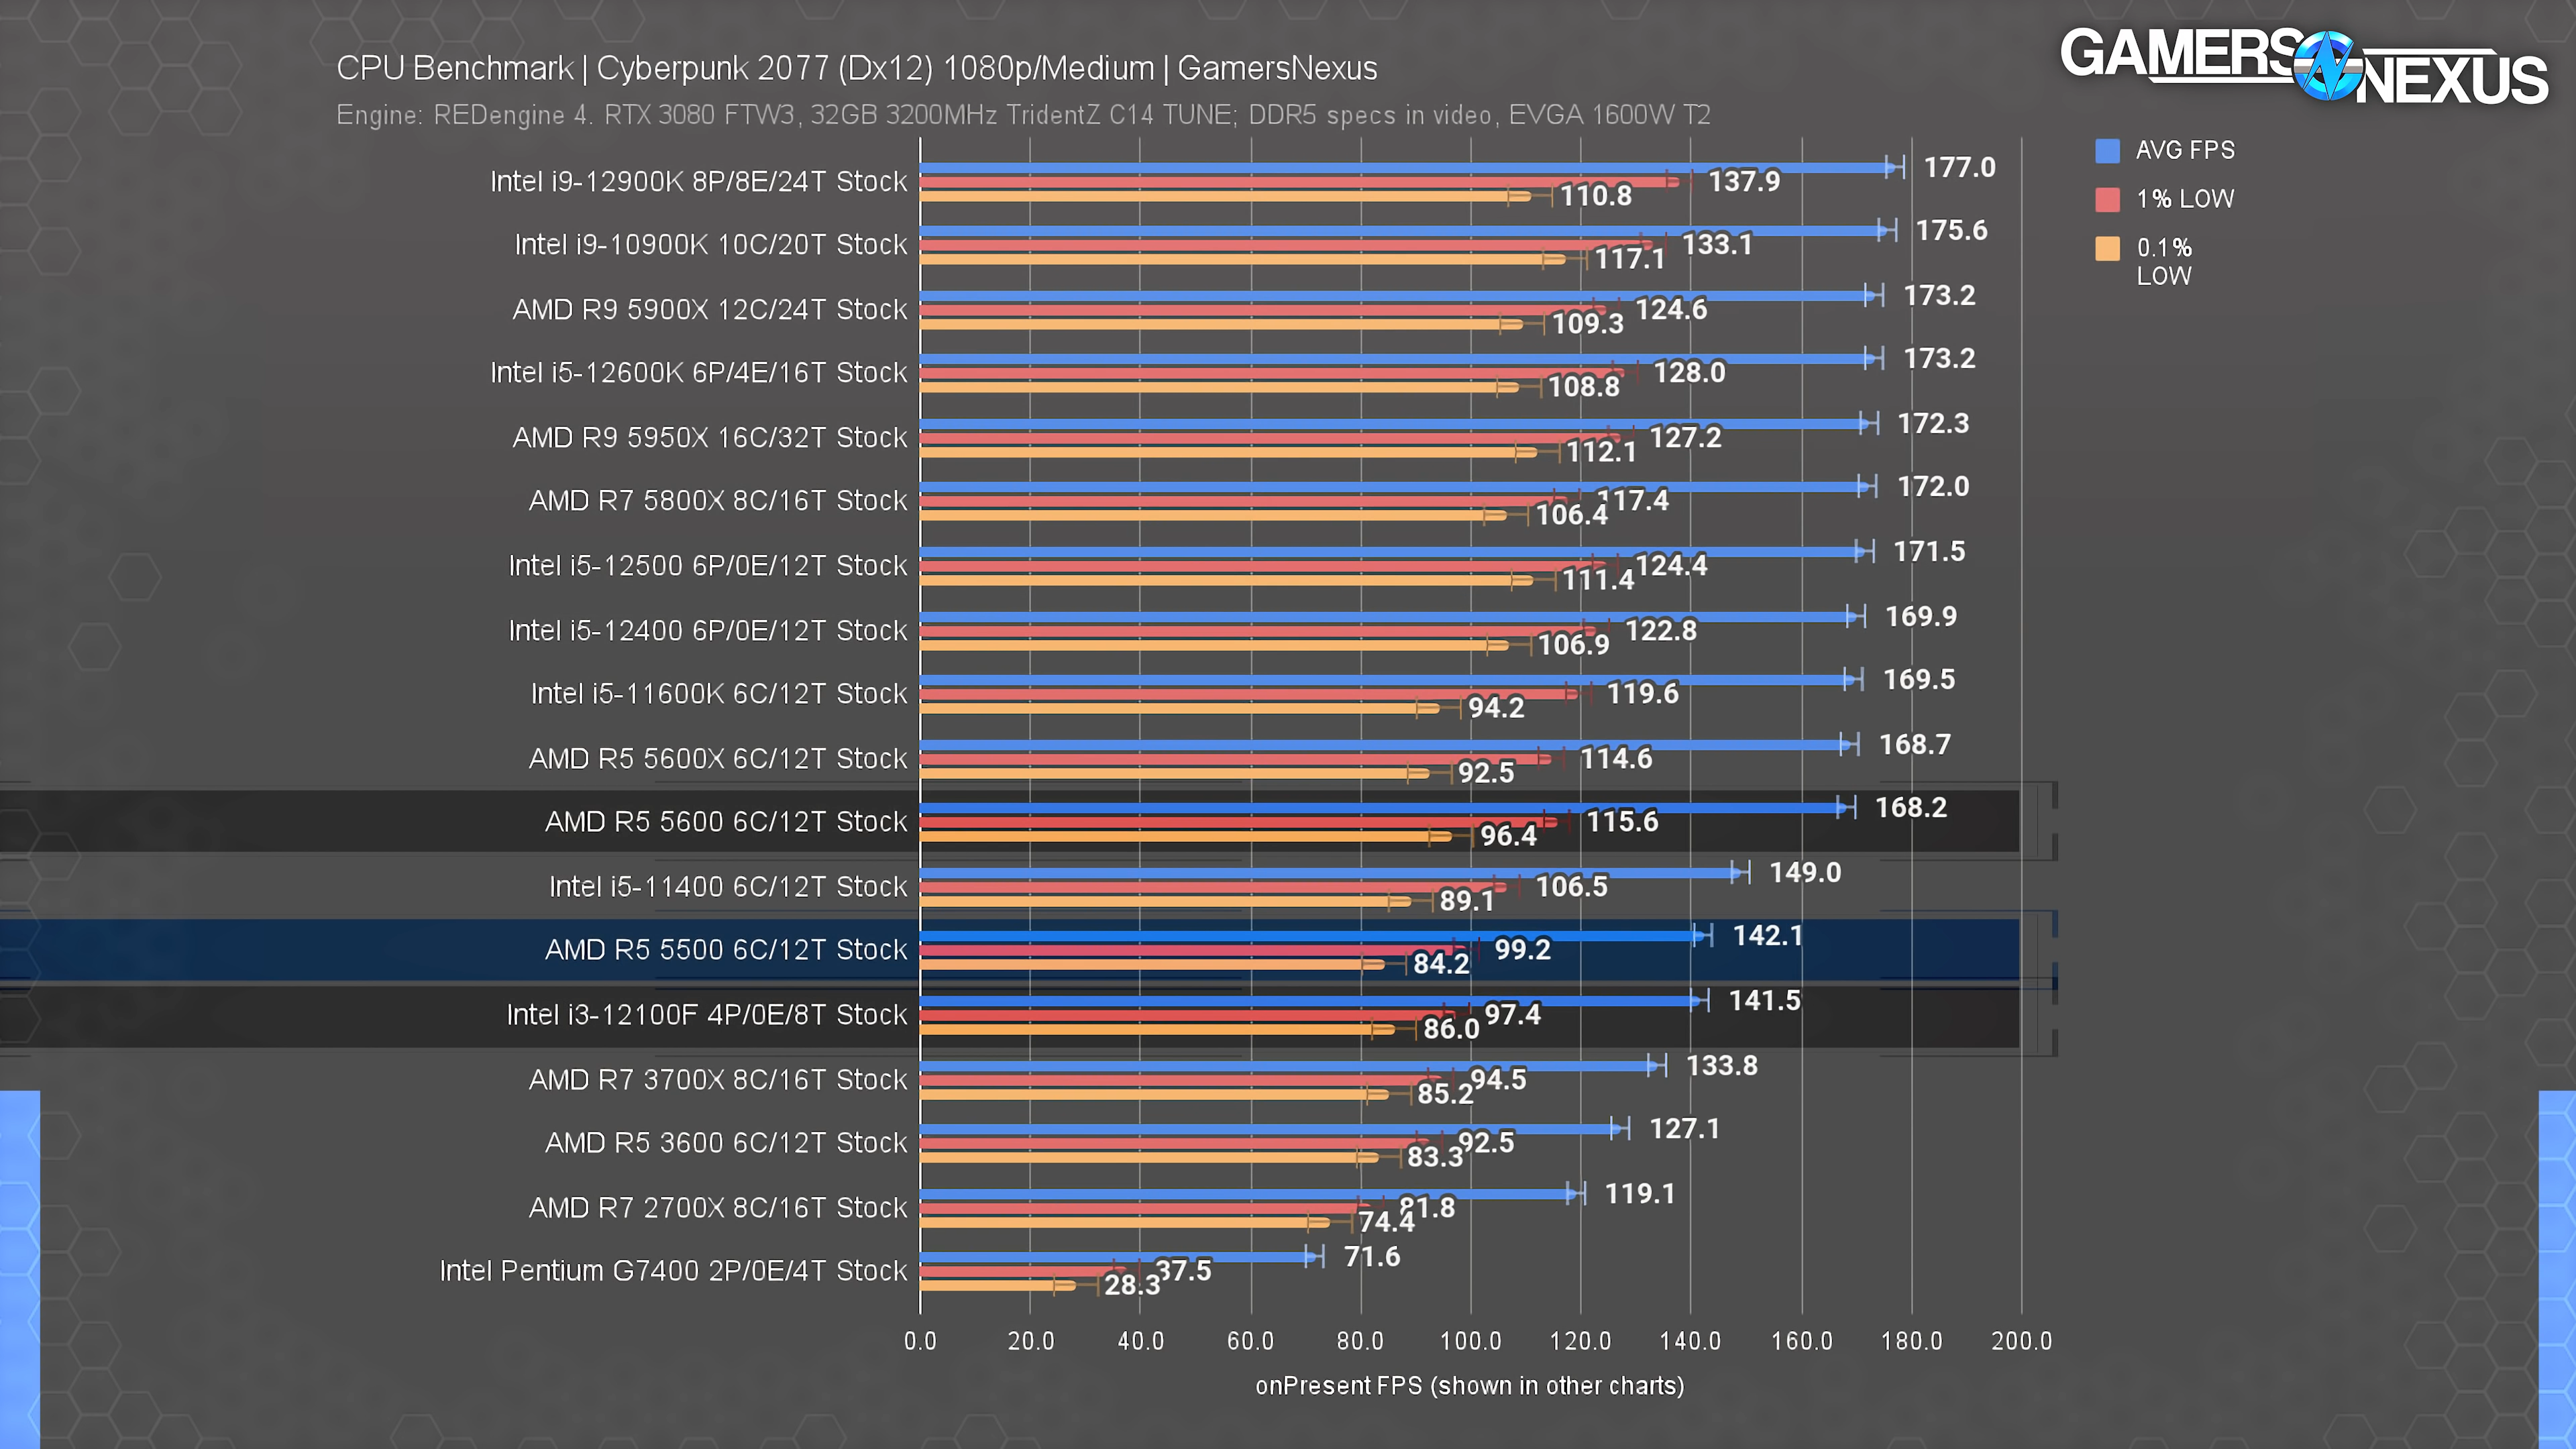 GAMERS NEXUS
CPU Benchmark | Cyberpunk 2077 (Dx12) 1080p/Medium | GamersNexus
Engine: REDengine 4. RTX 3080 FTW3, 32GB 3200MHz TridentZ C14 TUNE; DDR5 specs in video, EVGA 1600W T2
AVG FPS
1% LOW
0.1%
LOW
Intel i9-12900K 8P/8E/24T Stock 177.0 137.9 110.8
Intel i9-10900K 10C/20T Stock 175.6 133.1 117.1
AMD R9 5900X 12C/24T Stock 173.2 124.6 109.3
Intel i5-12600K 6P/4E/16T Stock 173.2 128.0 108.8
AMD R9 5950X 16C/32T Stock 172.3 127.2 112.1
AMD R7 5800X 8C/16T Stock 172.0 117.4 106.4
Intel i5-12500 6P/0E/12T Stock 171.5 124.4 111.4
Intel i5-12400 6P/0E/12T Stock 169.9 122.8 106.9
Intel i5-11600K 6C/12T Stock 169.5 119.6 94.2
AMD R5 5600X 6C/12T Stock 168.7 114.6 92.5
AMD R5 5600 6C/12T Stock 168.2 115.6 96.4
Intel i5-11400 6C/12T Stock 149.0 106.5 89.1
AMD R5 5500 6C/12T Stock 142.1 99.2 84.2
Intel i3-12100F 4P/0E/8T Stock 141.5 97.4 86.0
AMD R7 3700X 8C/16T Stock 133.8 94.5 85.2
AMD R5 3600 6C/12T Stock 127.1 92.5 83.3
AMD R7 2700X 8C/16T Stock 119.1 81.8 74.4
Intel Pentium G7400 2P/0E/4T Stock 71.6 37.5 28.3
0.0 20.0 40.0 60.0 80.0 100.0 120.0 140.0 160.0 180.0 200.0
onPresent FPS (shown in other charts)